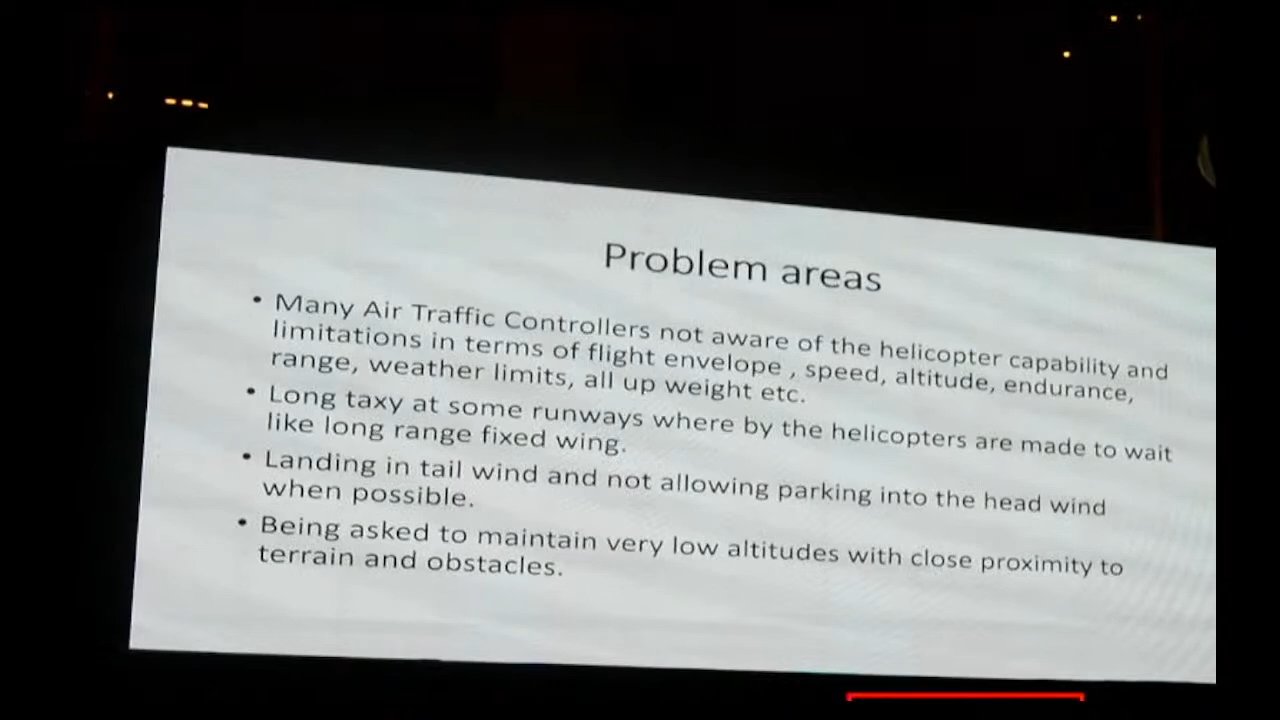 Problem areas
• Many Air Traffic Controllers not aware of the helicopter capability and
limitations in terms of flight envelope , speed, altitude, endurance,
range, weather limits, all up weight etc.
• Long taxy at some runways where by the helicopters are made to wait
like long range fixed wing.
• Landing in tail wind and not allowing parking into the head wind
when possible.
• Being asked to maintain very low altitudes with close proximity to
terrain and obstacles.